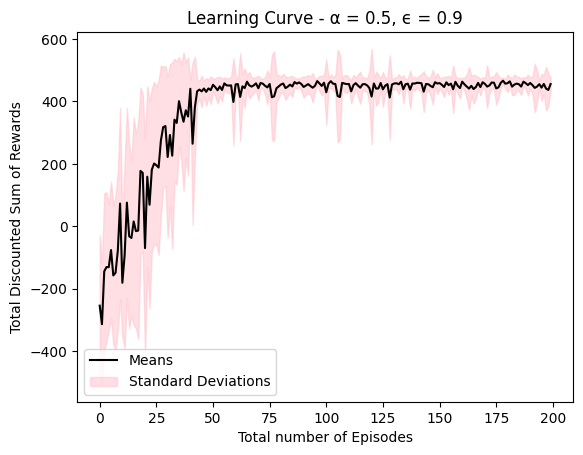 Learning Curve - α = 0.5, ϵ = 0.9
Total Discounted Sum of Rewards
600
400
200
0
−200
−400
Means
Standard Deviations
0 25 50 75 100 125 150 175 200
Total number of Episodes